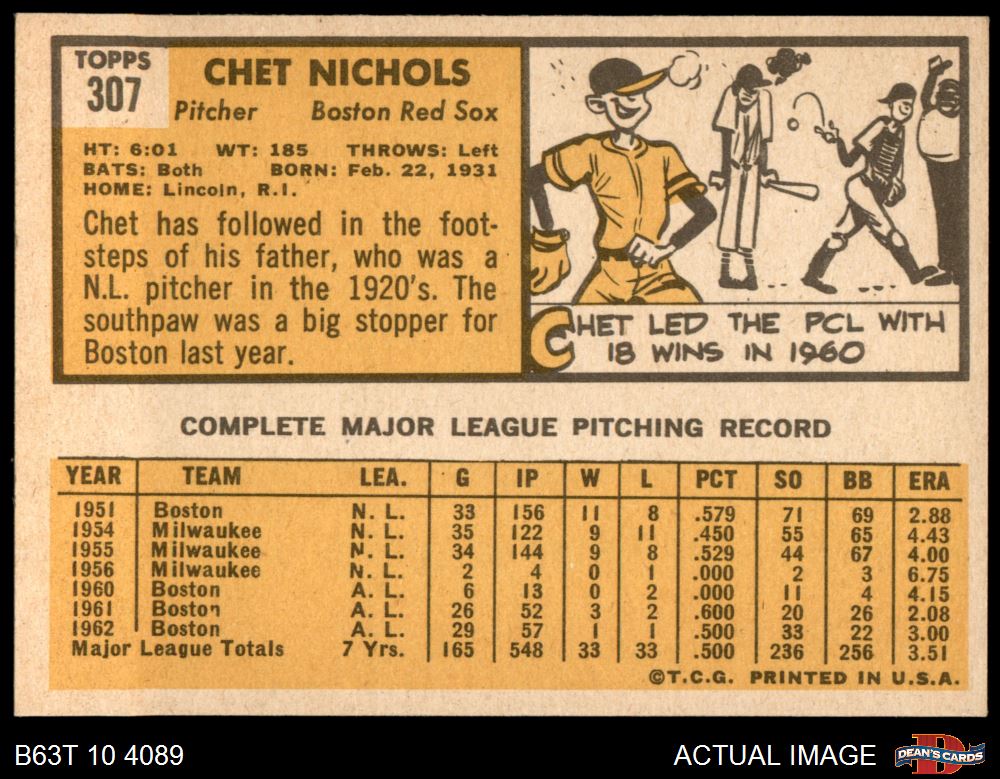 TOPPS
307
CHET NICHOLS
Pitcher Boston Red Sox
HT: 6:01 WT: 185 THROWS: Left
BATS: Both BORN: Feb. 22, 1931
HOME: Lincoln, R.I.
Chet has followed in the foot-
steps of his father, who was a
N.L. pitcher in the 1920's. The
southpaw was a big stopper for
Boston last year.
CHET LED THE PCL WITH
18 WINS IN 1960
COMPLETE MAJOR LEAGUE PITCHING RECORD
YEAR TEAM LEA. G IP W L PCT SO BB ERA
1951 Boston N. L. 33 156 11 8 .579 71 69 2.88
1954 Milwaukee N. L. 35 122 9 11 .450 55 65 4.43
1955 Milwaukee N. L. 34 144 9 8 .529 44 67 4.00
1956 Milwaukee N. L. 2 4 0 1 .000 2 3 6.75
1960 Boston A. L. 6 13 0 2 .000 11 4 4.15
1961 Boston A. L. 26 52 3 2 .600 20 26 2.08
1962 Boston A. L. 29 57 1 1 .500 33 22 3.00
Major League Totals 7 Yrs. 165 548 33 33 .500 236 256 3.51
©T.C.G. PRINTED IN U.S.A.
B63T 10 4089
ACTUAL IMAGE
DEAN'S CARDS